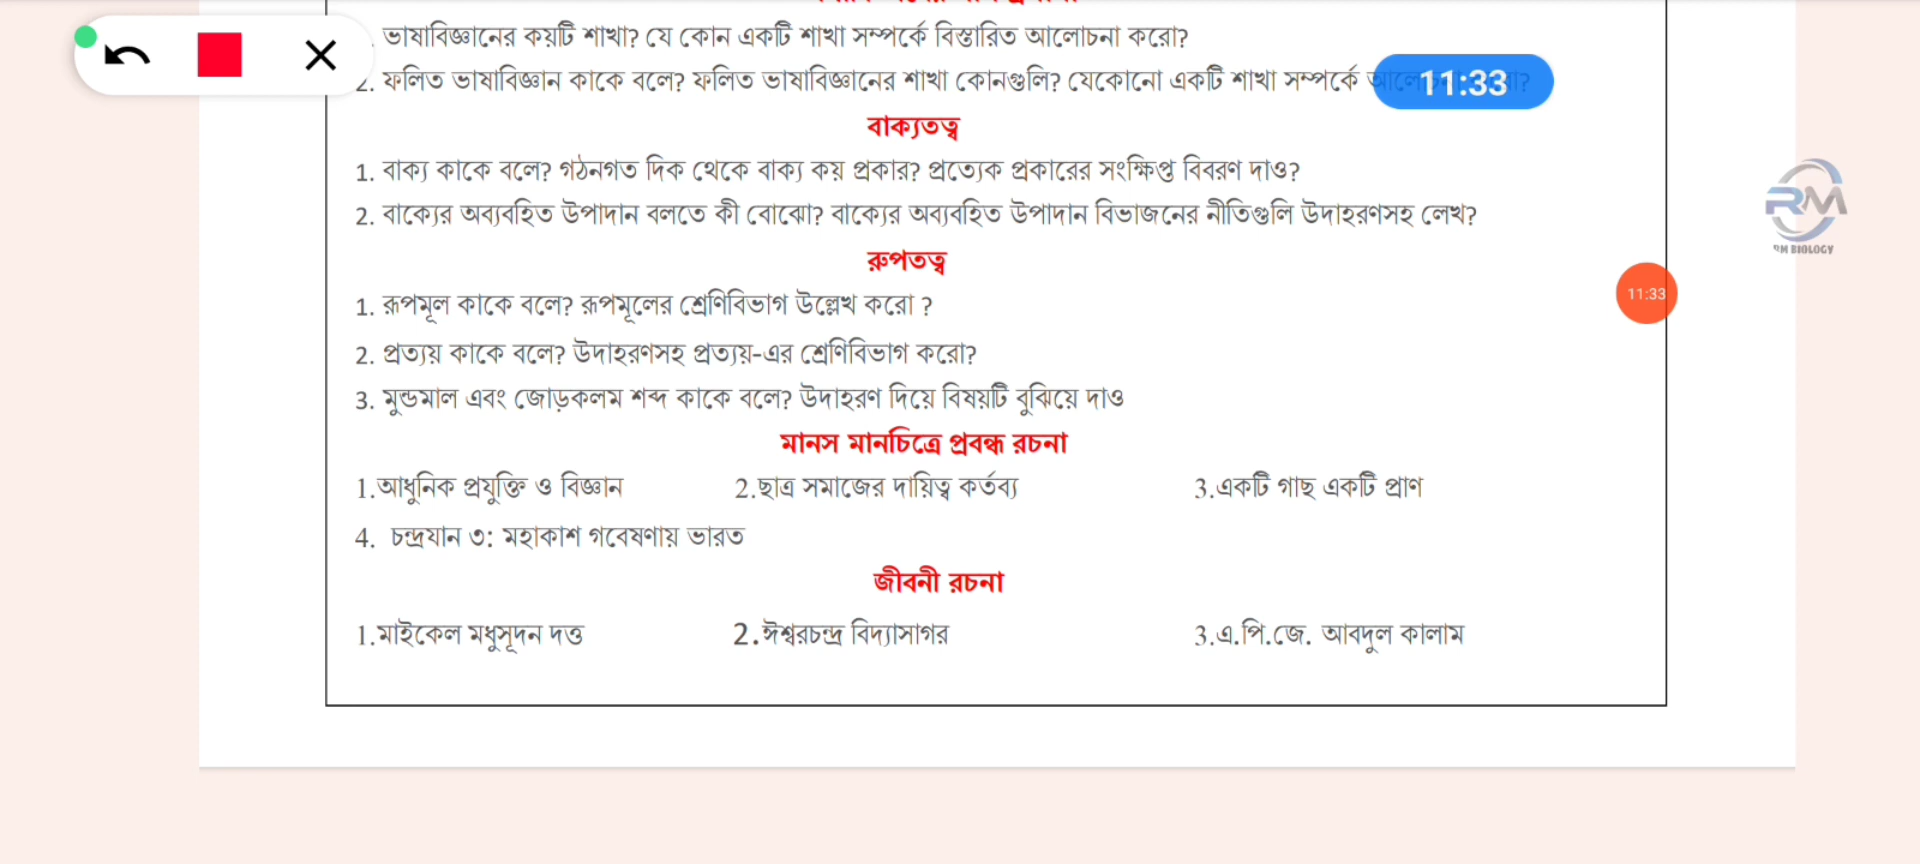 ভাষাবিজ্ঞানের কয়টি শাখা? যে কোন একটি শাখা সম্পর্কে বিস্তারিত আলোচনা করো?
2. ফলিত ভাষাবিজ্ঞান কাকে বলে? ফলিত ভাষাবিজ্ঞানের শাখা কোনগুলি? যেকোনো একটি শাখা সম্পর্কে
11:33
বাক্যতত্ব
1. বাক্য কাকে বলে? গঠনগত দিক থেকে বাক্য কয় প্রকার? প্রত্যেক প্রকারের সংক্ষিপ্ত বিবরণ দাও?
2. বাক্যের অব্যবহিত উপাদান বলতে কী বোঝো? বাক্যের অব্যবহিত উপাদান বিভাজনের নীতিগুলি উদাহরণসহ লেখ?
RM
RM BIOLOGY
রুপতত্ব
11:33
1. রূপমূল কাকে বলে? রূপমূলের শ্রেণিবিভাগ উল্লেখ করো ?
2. প্রত্যয় কাকে বলে? উদাহরণসহ প্রত্যয়-এর শ্রেণিবিভাগ করো?
3. মুন্ডমাল এবং জোড়কলম শব্দ কাকে বলে? উদাহরণ দিয়ে বিষয়টি বুঝিয়ে দাও
মানস মানচিত্রে প্রবন্ধ রচনা
1.আধুনিক প্রযুক্তি ও বিজ্ঞান 2.ছাত্র সমাজের দায়িত্ব কর্তব্য 3.একটি গাছ একটি প্রাণ
4. চন্দ্রযান ৩: মহাকাশ গবেষণায় ভারত
জীবনী রচনা
1.মাইকেল মধুসূদন দত্ত 2.ঈশ্বরচন্দ্র বিদ্যাসাগর 3.এ.পি.জে. আবদুল কালাম